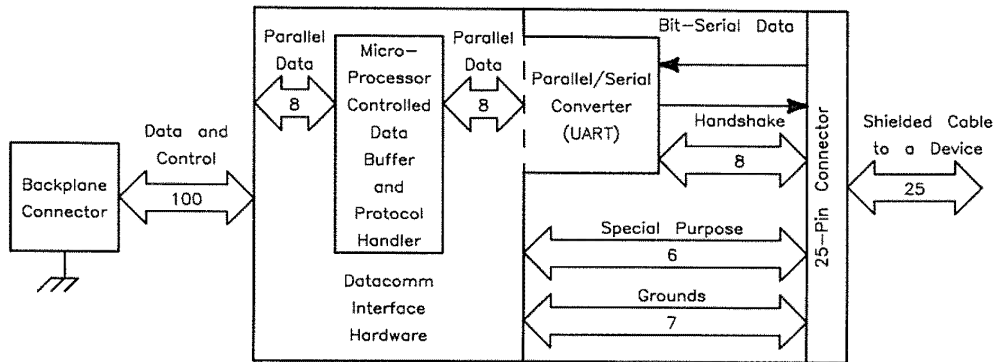 Backplane
Connector
Data and
Control
100
Parallel
Data
8
Micro-
Processor
Controlled
Data
Buffer
and
Protocol
Handler
Parallel
Data
8
Datacomm
Interface
Hardware
Parallel/Serial
Converter
(UART)
Bit-Serial Data
Handshake
8
Special Purpose
6
Grounds
7
25-Pin Connector
Shielded Cable
to a Device
25